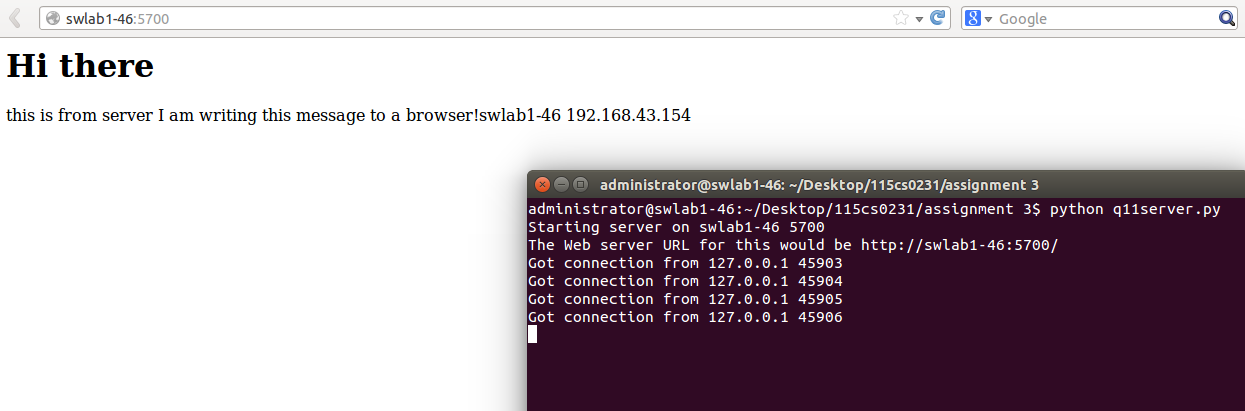 swlab1-46:5700
Google
Hi there
this is from server I am writing this message to a browser!swlab1-46 192.168.43.154
administrator@swlab1-46: ~/Desktop/115cs0231/assignment 3
administrator@swlab1-46:~/Desktop/115cs0231/assignment 3$ python q11server.py
Starting server on swlab1-46 5700
The Web server URL for this would be http://swlab1-46:5700/
Got connection from 127.0.0.1 45903
Got connection from 127.0.0.1 45904
Got connection from 127.0.0.1 45905
Got connection from 127.0.0.1 45906